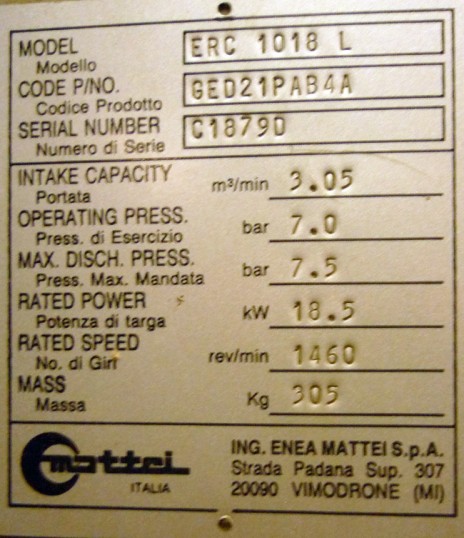 MODEL ERC 1018 L
Modello
CODE P/NO. GED21PAB4A
Codice Prodotto
SERIAL NUMBER C1879D
Numero di Serie
INTAKE CAPACITY m³/min 3.05
Portata
OPERATING PRESS. bar 7.0
Press. di Esercizio
MAX. DISCH. PRESS. bar 7.5
Press. Max. Mandata
RATED POWER kW 18.5
Potenza di targa
RATED SPEED rev/min 1460
No. di Giri
MASS Kg 305
Massa
mattei
ITALIA
ING. ENEA MATTEI S.p.A.
Strada Padana Sup. 307
20090 VIMODRONE (MI)